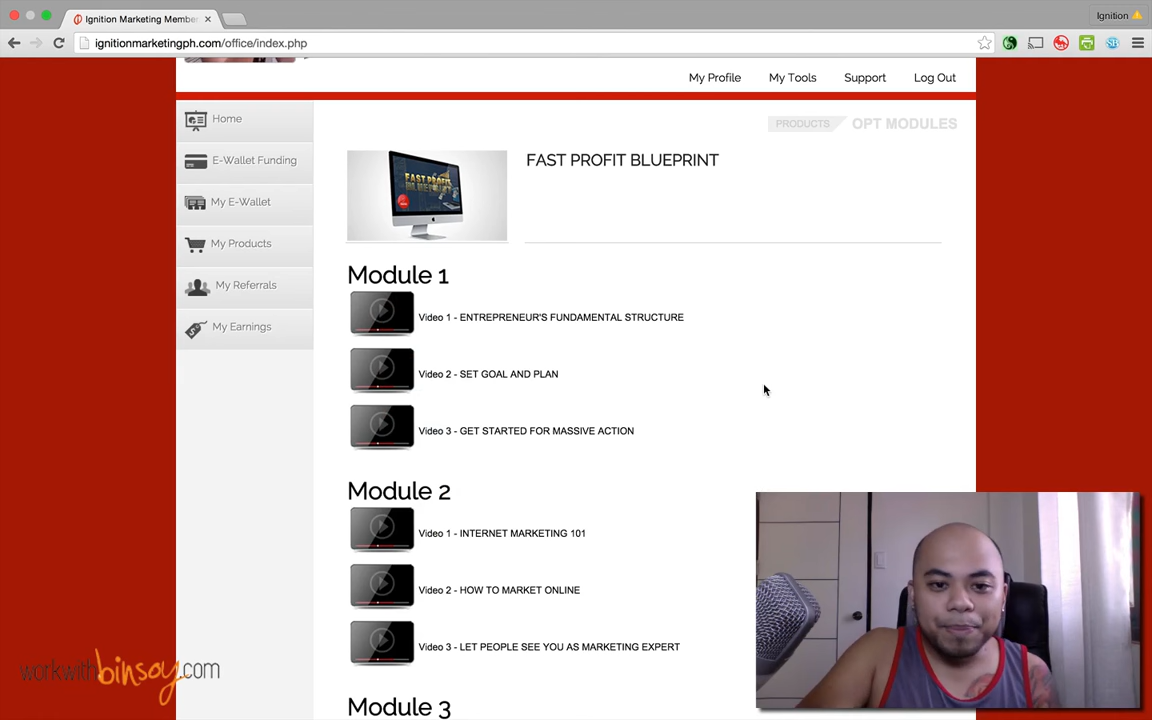 Ignition Marketing Membe
Ignition
ignitionmarketingph.com/office/index.php
My Profile
My Tools
Support
Log Out
Home
E-Wallet Funding
My E-Wallet
My Products
My Referrals
My Earnings
PRODUCTS
OPT MODULES
FAST PROFIT BLUEPRINT
FAST PROFIT
BLUEPRINT
Module 1
Video 1 - ENTREPRENEUR'S FUNDAMENTAL STRUCTURE
Video 2 - SET GOAL AND PLAN
Video 3 - GET STARTED FOR MASSIVE ACTION
Module 2
Video 1 - INTERNET MARKETING 101
Video 2 - HOW TO MARKET ONLINE
Video 3 - LET PEOPLE SEE YOU AS MARKETING EXPERT
Module 3
workwithbinsoy.com